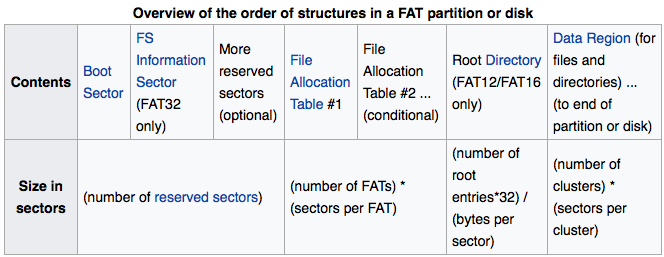 Overview of the order of structures in a FAT partition or disk
Contents
Boot
Sector
FS
Information
Sector
(FAT32
only)
More
reserved
sectors
(optional)
File
Allocation
Table #1
File
Allocation
Table #2 ...
(conditional)
Root Directory
(FAT12/FAT16
only)
Data Region (for
files and
directories) ...
(to end of
partition or disk)
Size in
sectors
(number of reserved sectors)
(number of FATs) *
(sectors per FAT)
(number of
root
entries*32) /
(bytes per
sector)
(number of
clusters) *
(sectors per
cluster)